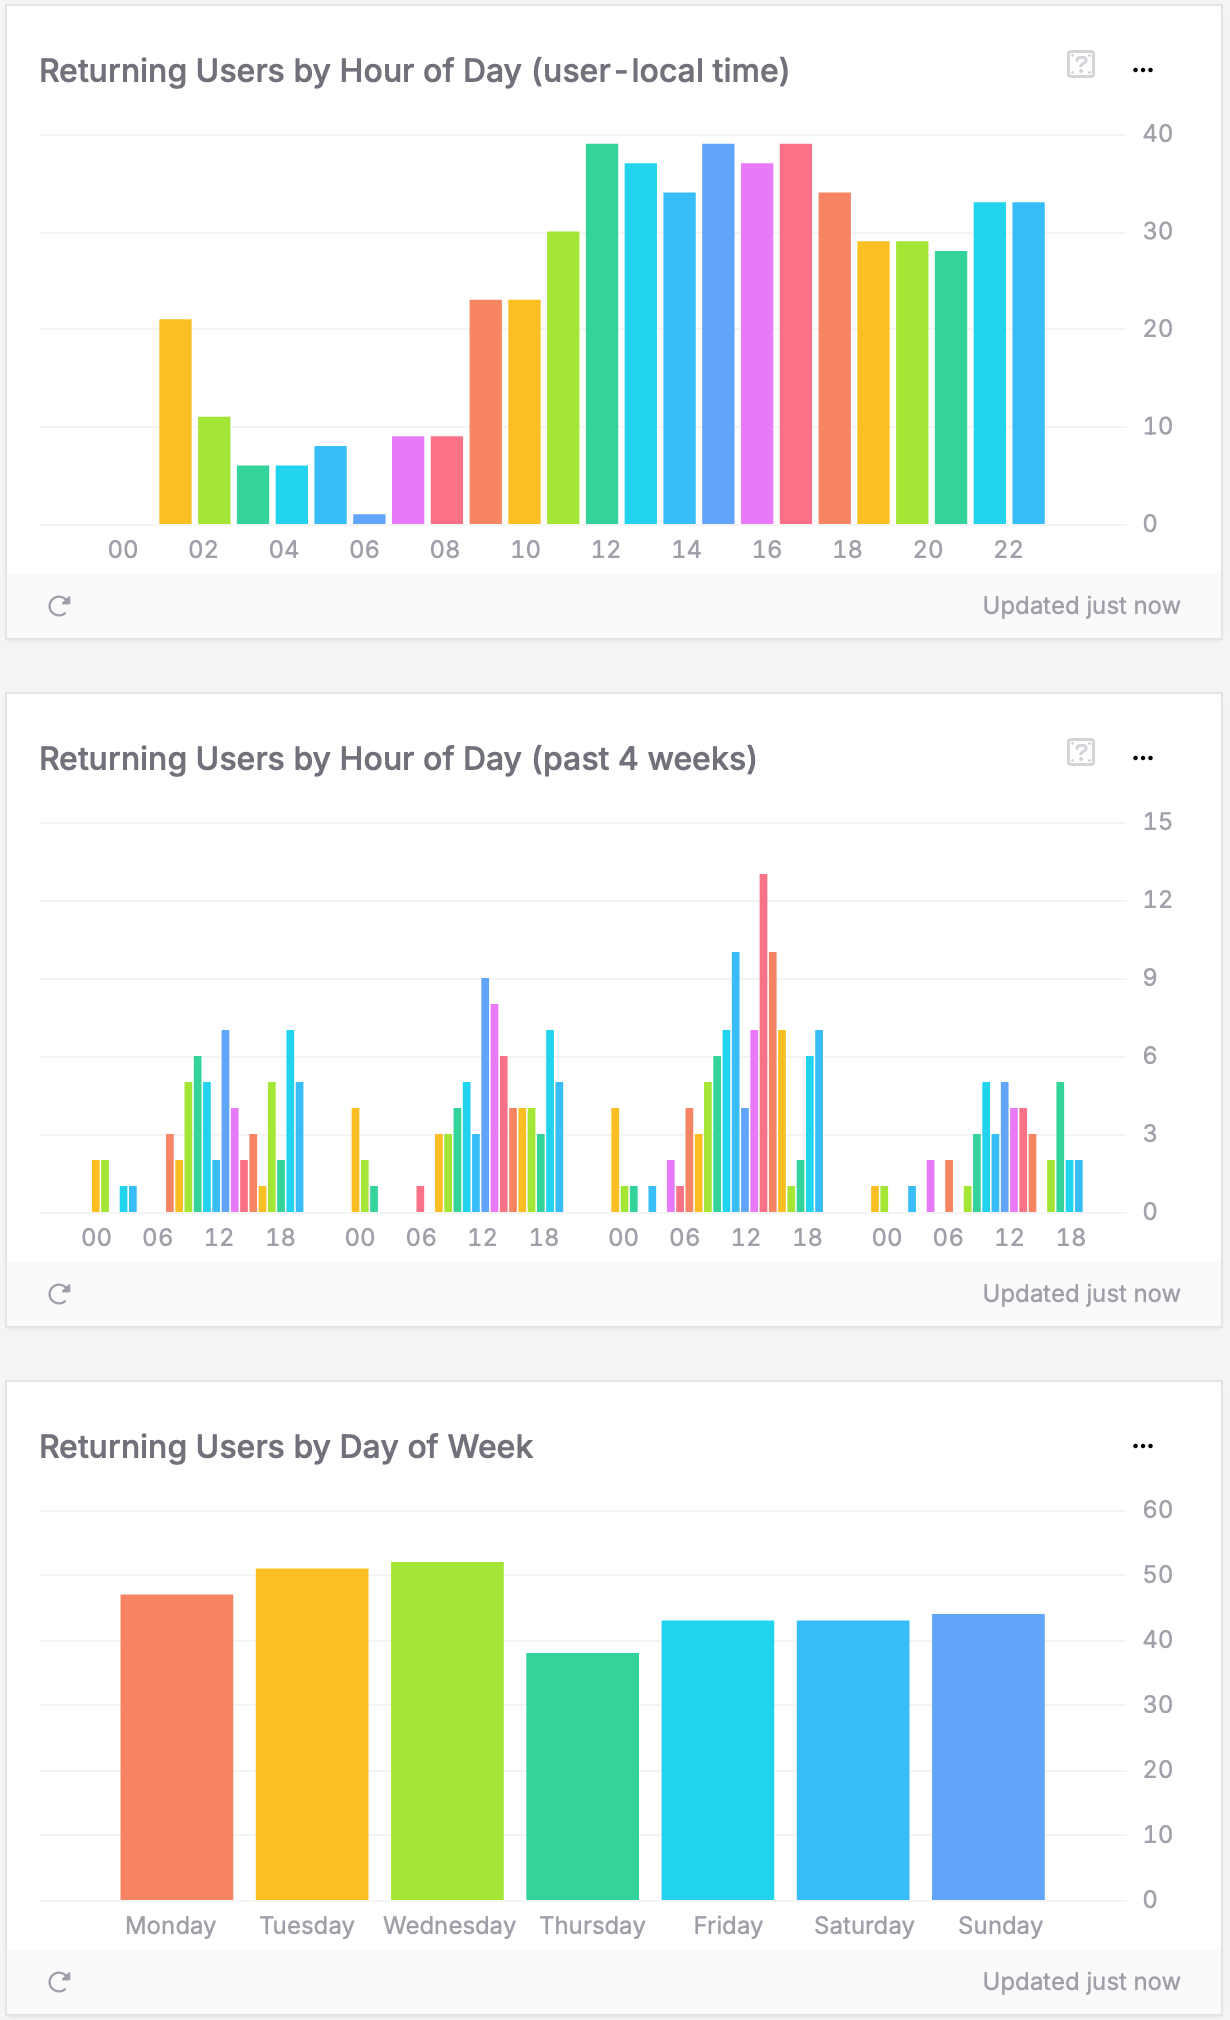 Returning Users by Hour of Day (user-local time)
?
...
40
30
20
10
0
00 02 04 06 08 10 12 14 16 18 20 22
Updated just now
Returning Users by Hour of Day (past 4 weeks)
?
...
15
12
9
6
3
0
00 06 12 18 00 06 12 18 00 06 12 18 00 06 12 18
Updated just now
Returning Users by Day of Week
...
60
50
40
30
20
10
0
Monday Tuesday Wednesday Thursday Friday Saturday Sunday
Updated just now